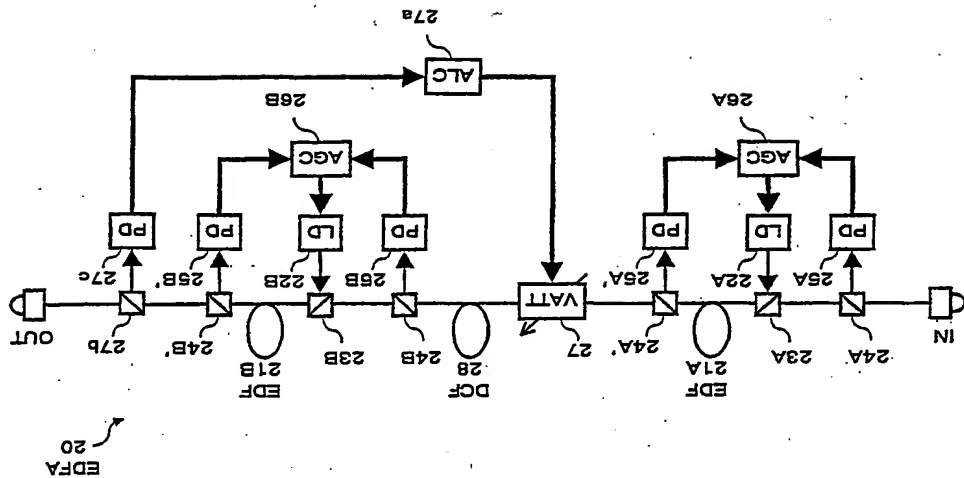 EDFA
20
EDF
21A
DCF
28
EDF
21B
IN
24A
23A
24A'
27
24B
23B
24B'
27b
OUT
VATT
25A
22A
25A'
25B
22B
25B'
27c
PD
LD
PD
PD
LD
PD
PD
AGC
AGC
26A
26B
ALC
27a